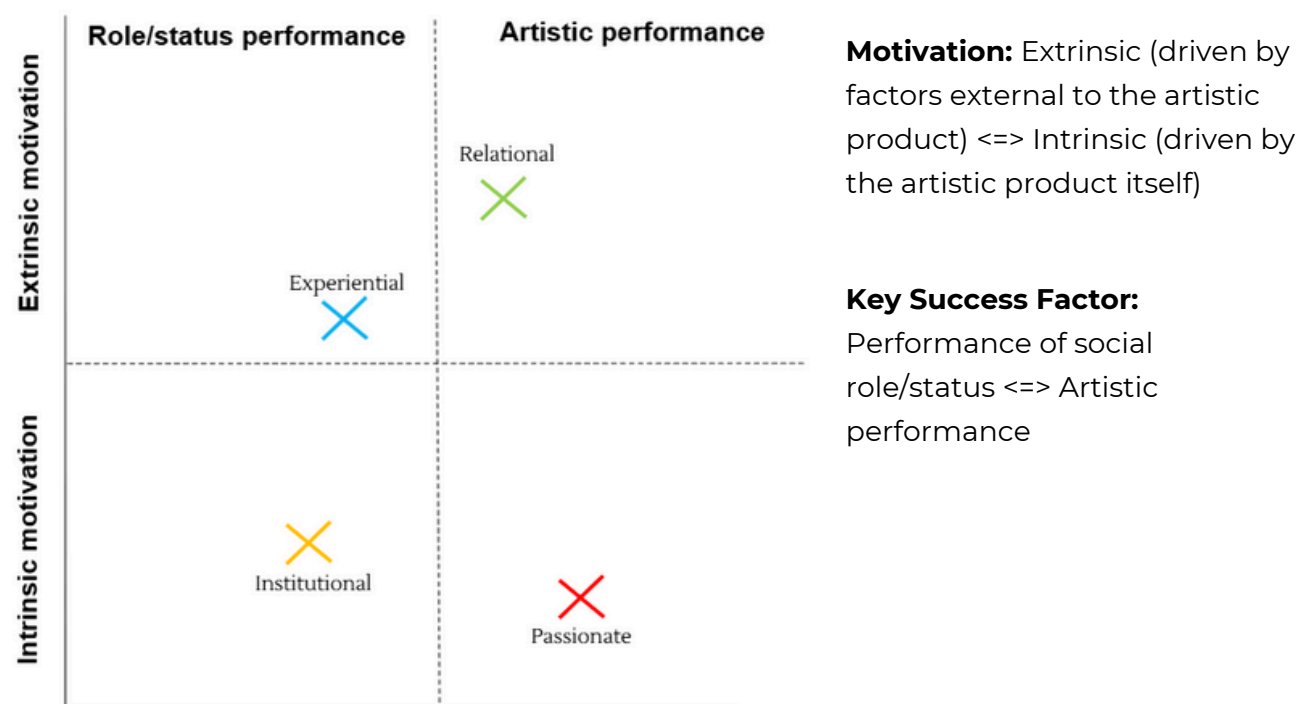 Role/status performance
Artistic performance
Extrinsic motivation
Relational
Experiential
Intrinsic motivation
Institutional
Passionate
Motivation: Extrinsic (driven by
factors external to the artistic
product) <=> Intrinsic (driven by
the artistic product itself)
Key Success Factor:
Performance of social
role/status <=> Artistic
performance